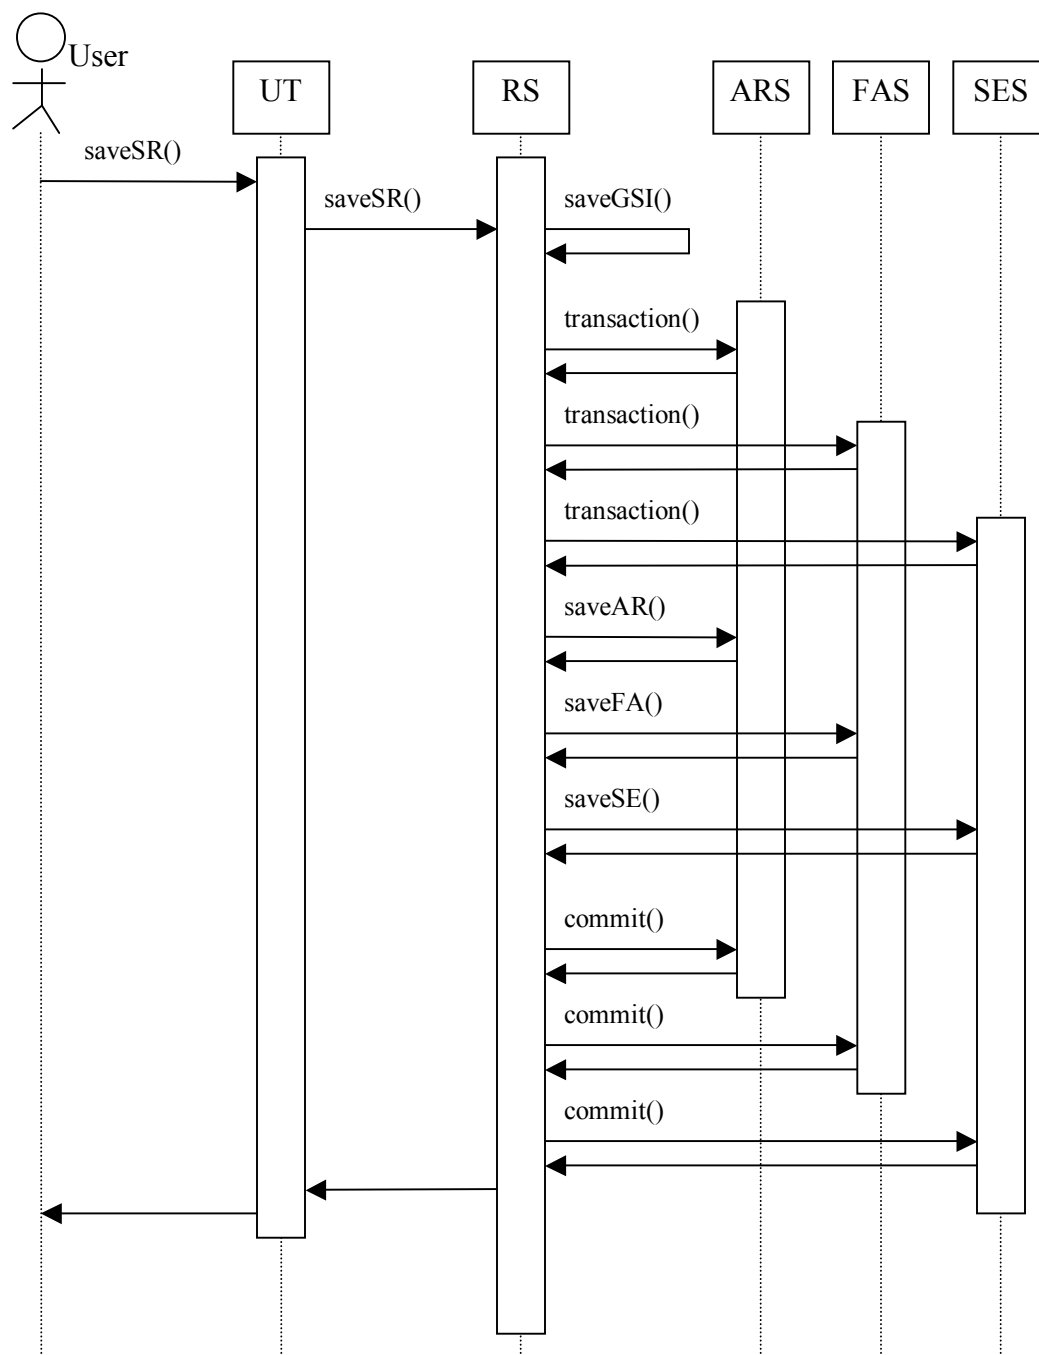 User
UT
RS
ARS
FAS
SES
saveSR()
saveSR()
saveGSI()
transaction()
transaction()
transaction()
saveAR()
saveFA()
saveSE()
commit()
commit()
commit()